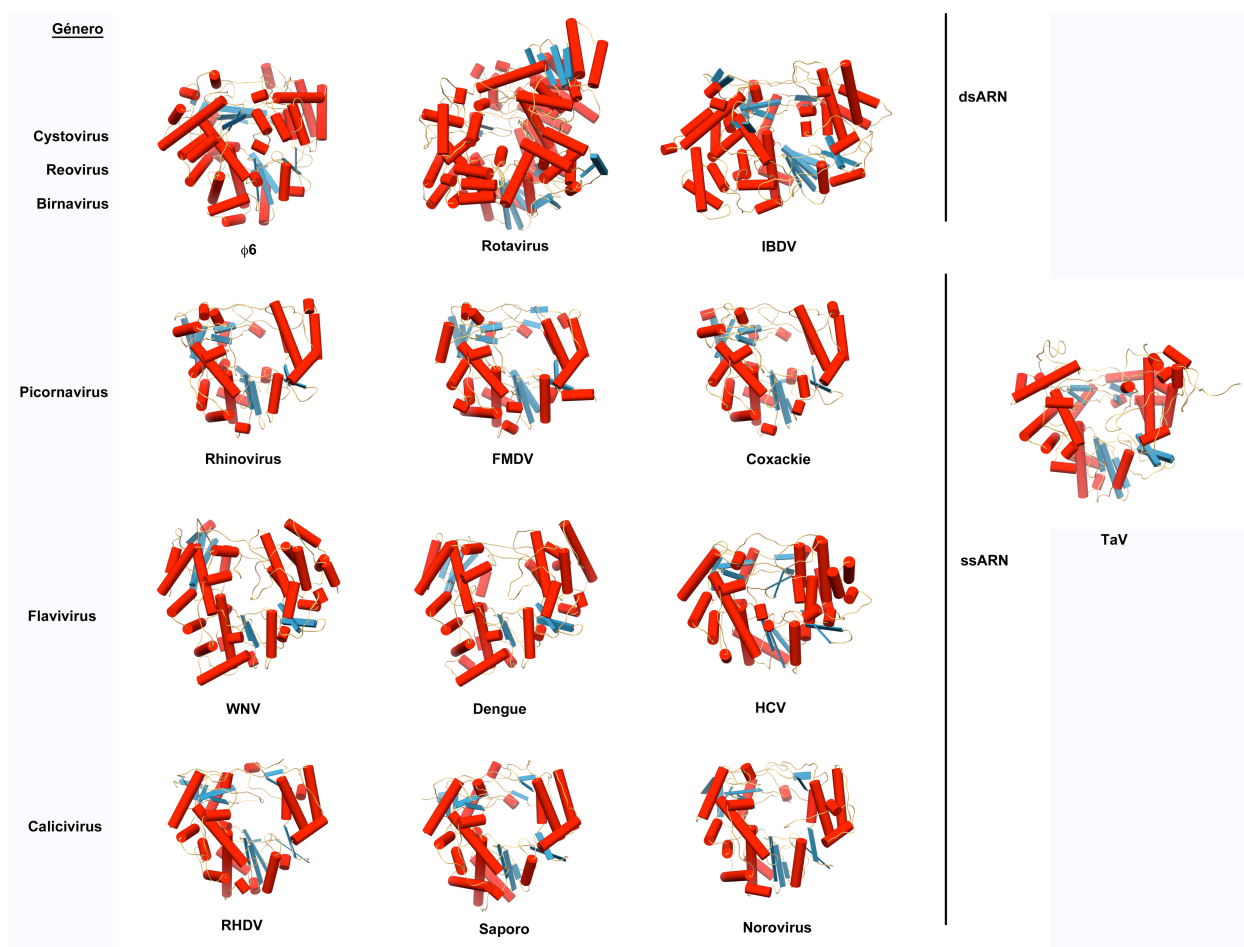 Género
Cystovirus
Reovirus
Birnavirus
ϕ6
Rotavirus
IBDV
dsARN
Picornavirus
Rhinovirus
FMDV
Coxackie
TaV
Flavivirus
WNV
Dengue
HCV
ssARN
Calicivirus
RHDV
Saporo
Norovirus